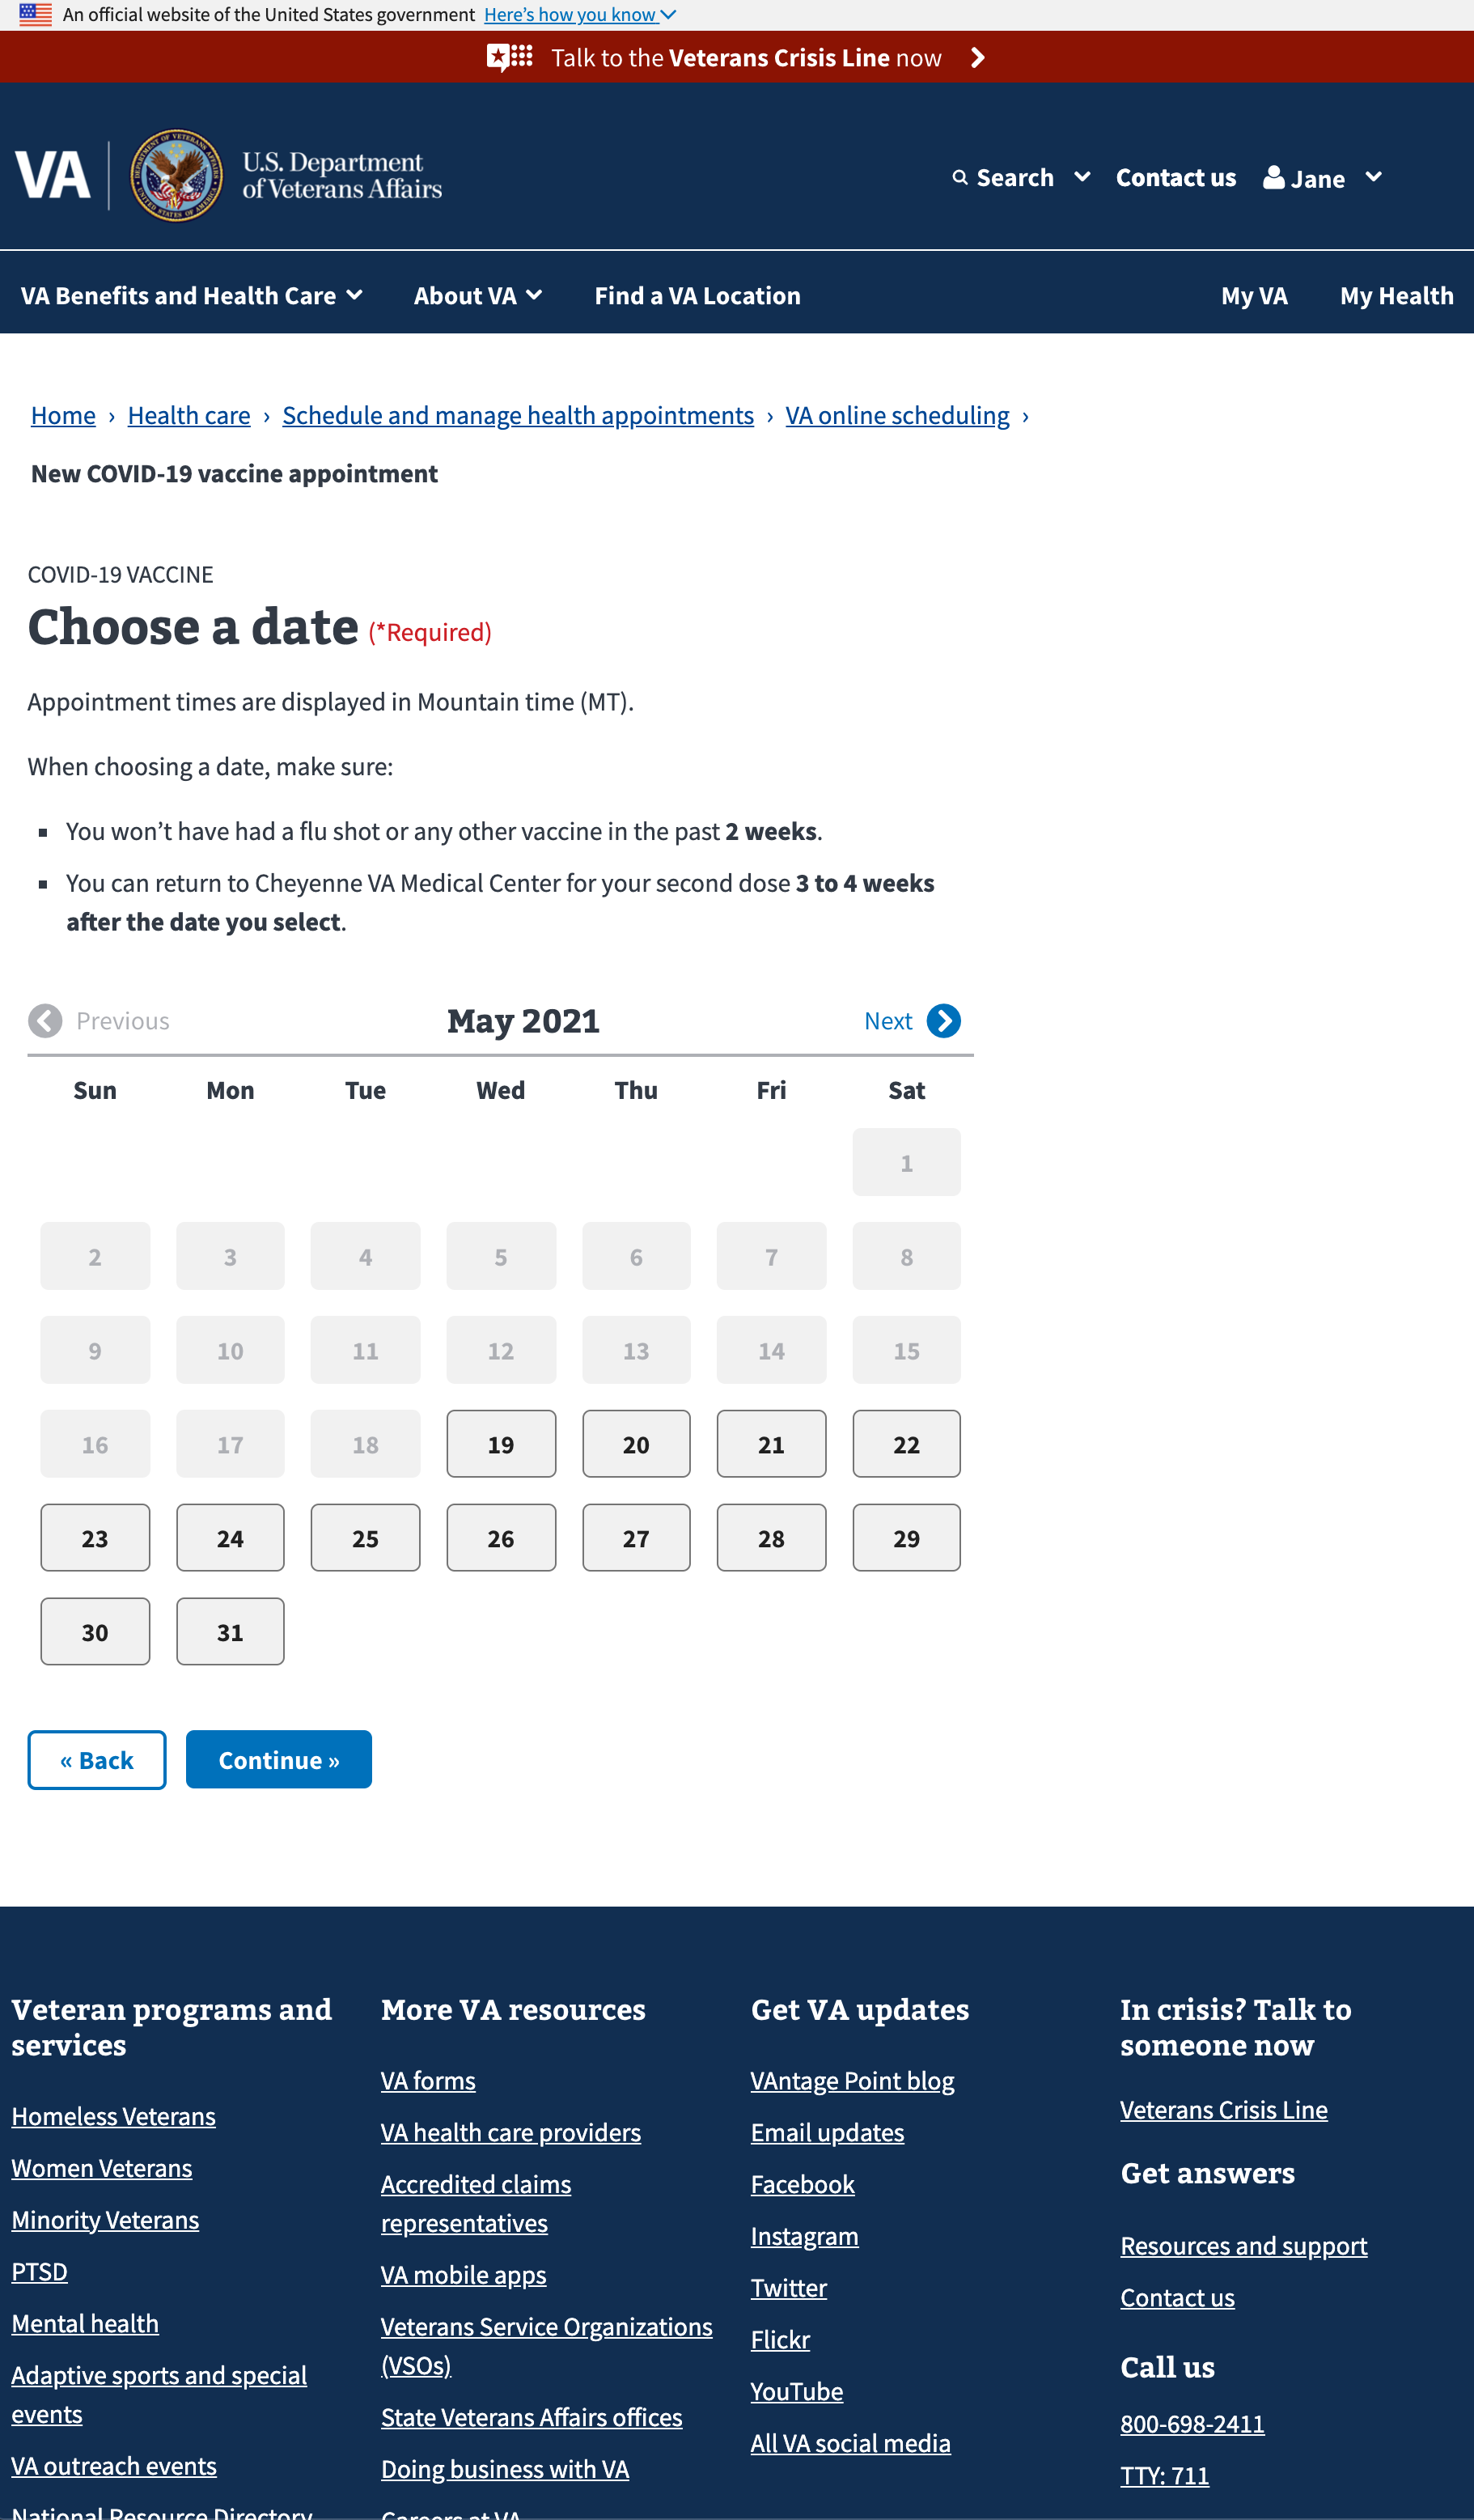 An official website of the United States government Here’s how you know
Talk to the Veterans Crisis Line now
VA
U.S. Department
of Veterans Affairs
Search Contact us Jane
VA Benefits and Health Care About VA Find a VA Location My VA My Health
Home › Health care › Schedule and manage health appointments › VA online scheduling ›
New COVID-19 vaccine appointment
COVID-19 VACCINE
Choose a date (*Required)
Appointment times are displayed in Mountain time (MT).
When choosing a date, make sure:
You won’t have had a flu shot or any other vaccine in the past 2 weeks.
You can return to Cheyenne VA Medical Center for your second dose 3 to 4 weeks
after the date you select.
Previous May 2021 Next
Sun Mon Tue Wed Thu Fri Sat
1
2 3 4 5 6 7 8
9 10 11 12 13 14 15
16 17 18 19 20 21 22
23 24 25 26 27 28 29
30 31
« Back Continue »
Veteran programs and
services
Homeless Veterans
Women Veterans
Minority Veterans
PTSD
Mental health
Adaptive sports and special
events
VA outreach events
National Resource Directory
More VA resources
VA forms
VA health care providers
Accredited claims
representatives
VA mobile apps
Veterans Service Organizations
(VSOs)
State Veterans Affairs offices
Doing business with VA
Careers at VA
Get VA updates
VAntage Point blog
Email updates
Facebook
Instagram
Twitter
Flickr
YouTube
All VA social media
In crisis? Talk to
someone now
Veterans Crisis Line
Get answers
Resources and support
Contact us
Call us
800-698-2411
TTY: 711